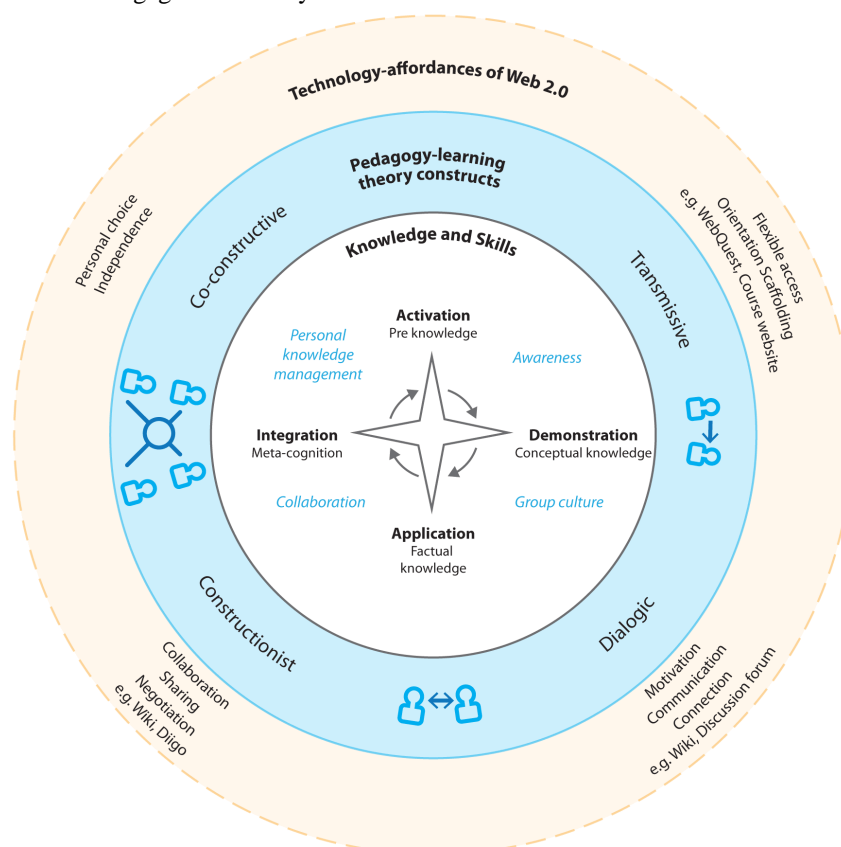 Technology-affordances of Web 2.0
Pedagogy-learning
theory constructs
Knowledge and Skills
Personal choice
Independence
Co-constructive
Transmissive
Flexible access
Orientation Scaffolding
e.g. WebQuest, Course website
Activation
Pre knowledge
Personal
knowledge
management
Awareness
Integration
Meta-cognition
Demonstration
Conceptual knowledge
Collaboration
Group culture
Application
Factual
knowledge
Constructionist
Dialogic
Collaboration
Sharing
Negotiation
e.g. Wiki, Diigo
Motivation
Communication
Connection
e.g. Wiki, Discussion forum